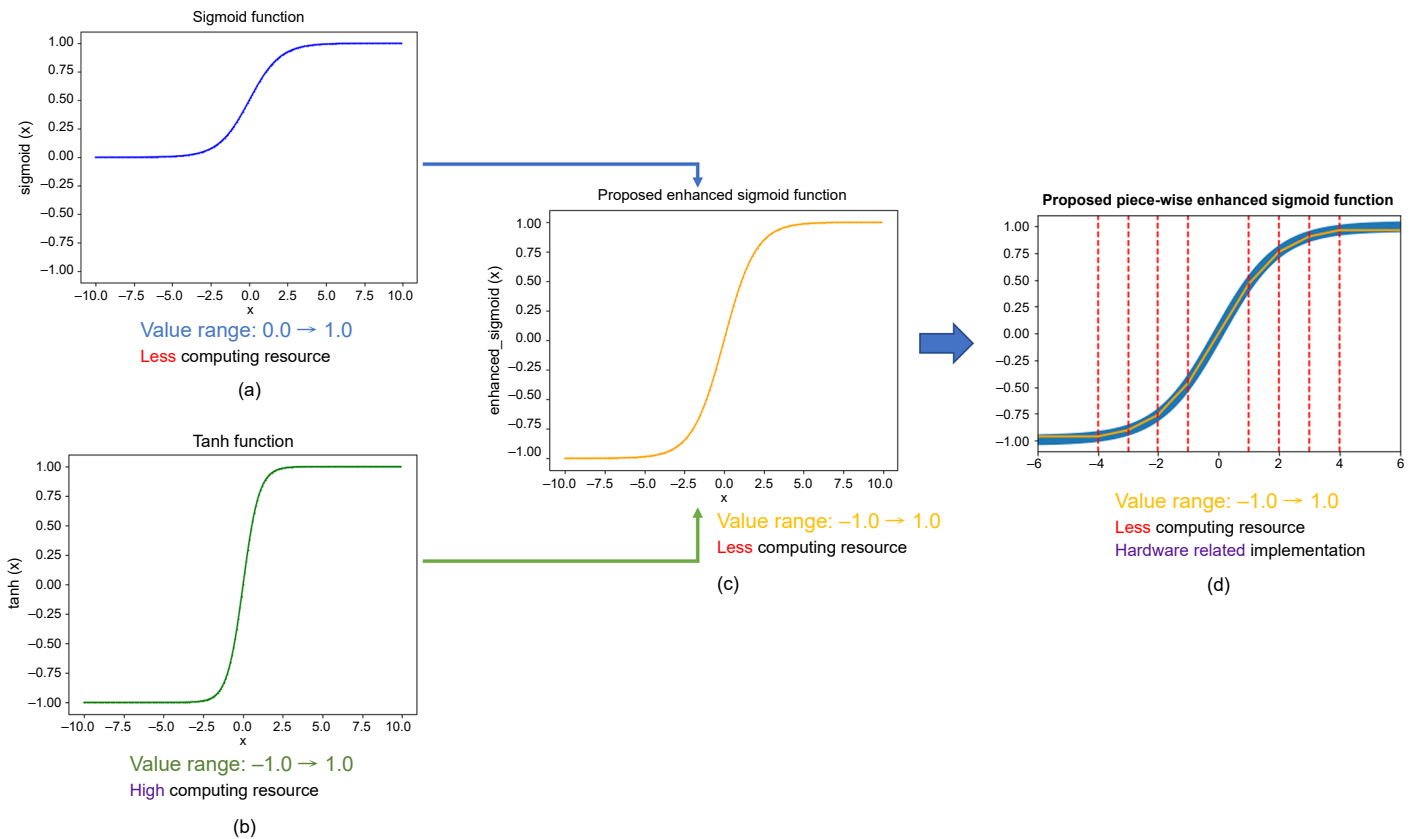 Sigmoid function
1.00
0.75
0.50
0.25
0.00
–0.25
–0.50
–0.75
–1.00
sigmoid (x)
–10.0 –7.5 –5.0 –2.5 0.0 2.5 5.0 7.5 10.0
x
Value range: 0.0 → 1.0
Less computing resource
(a)
Tanh function
1.00
0.75
0.50
0.25
0.00
–0.25
–0.50
–0.75
–1.00
tanh (x)
–10.0 –7.5 –5.0 –2.5 0.0 2.5 5.0 7.5 10.0
x
Value range: –1.0 → 1.0
High computing resource
(b)
Proposed enhanced sigmoid function
1.00
0.75
0.50
0.25
0.00
–0.25
–0.50
–0.75
–1.00
enhanced_sigmoid (x)
–10.0 –7.5 –5.0 –2.5 0.0 2.5 5.0 7.5 10.0
x
Value range: –1.0 → 1.0
Less computing resource
(c)
Proposed piece-wise enhanced sigmoid function
1.00
0.75
0.50
0.25
0.00
–0.25
–0.50
–0.75
–1.00
–6 –4 –2 0 2 4 6
Value range: –1.0 → 1.0
Less computing resource
Hardware related implementation
(d)